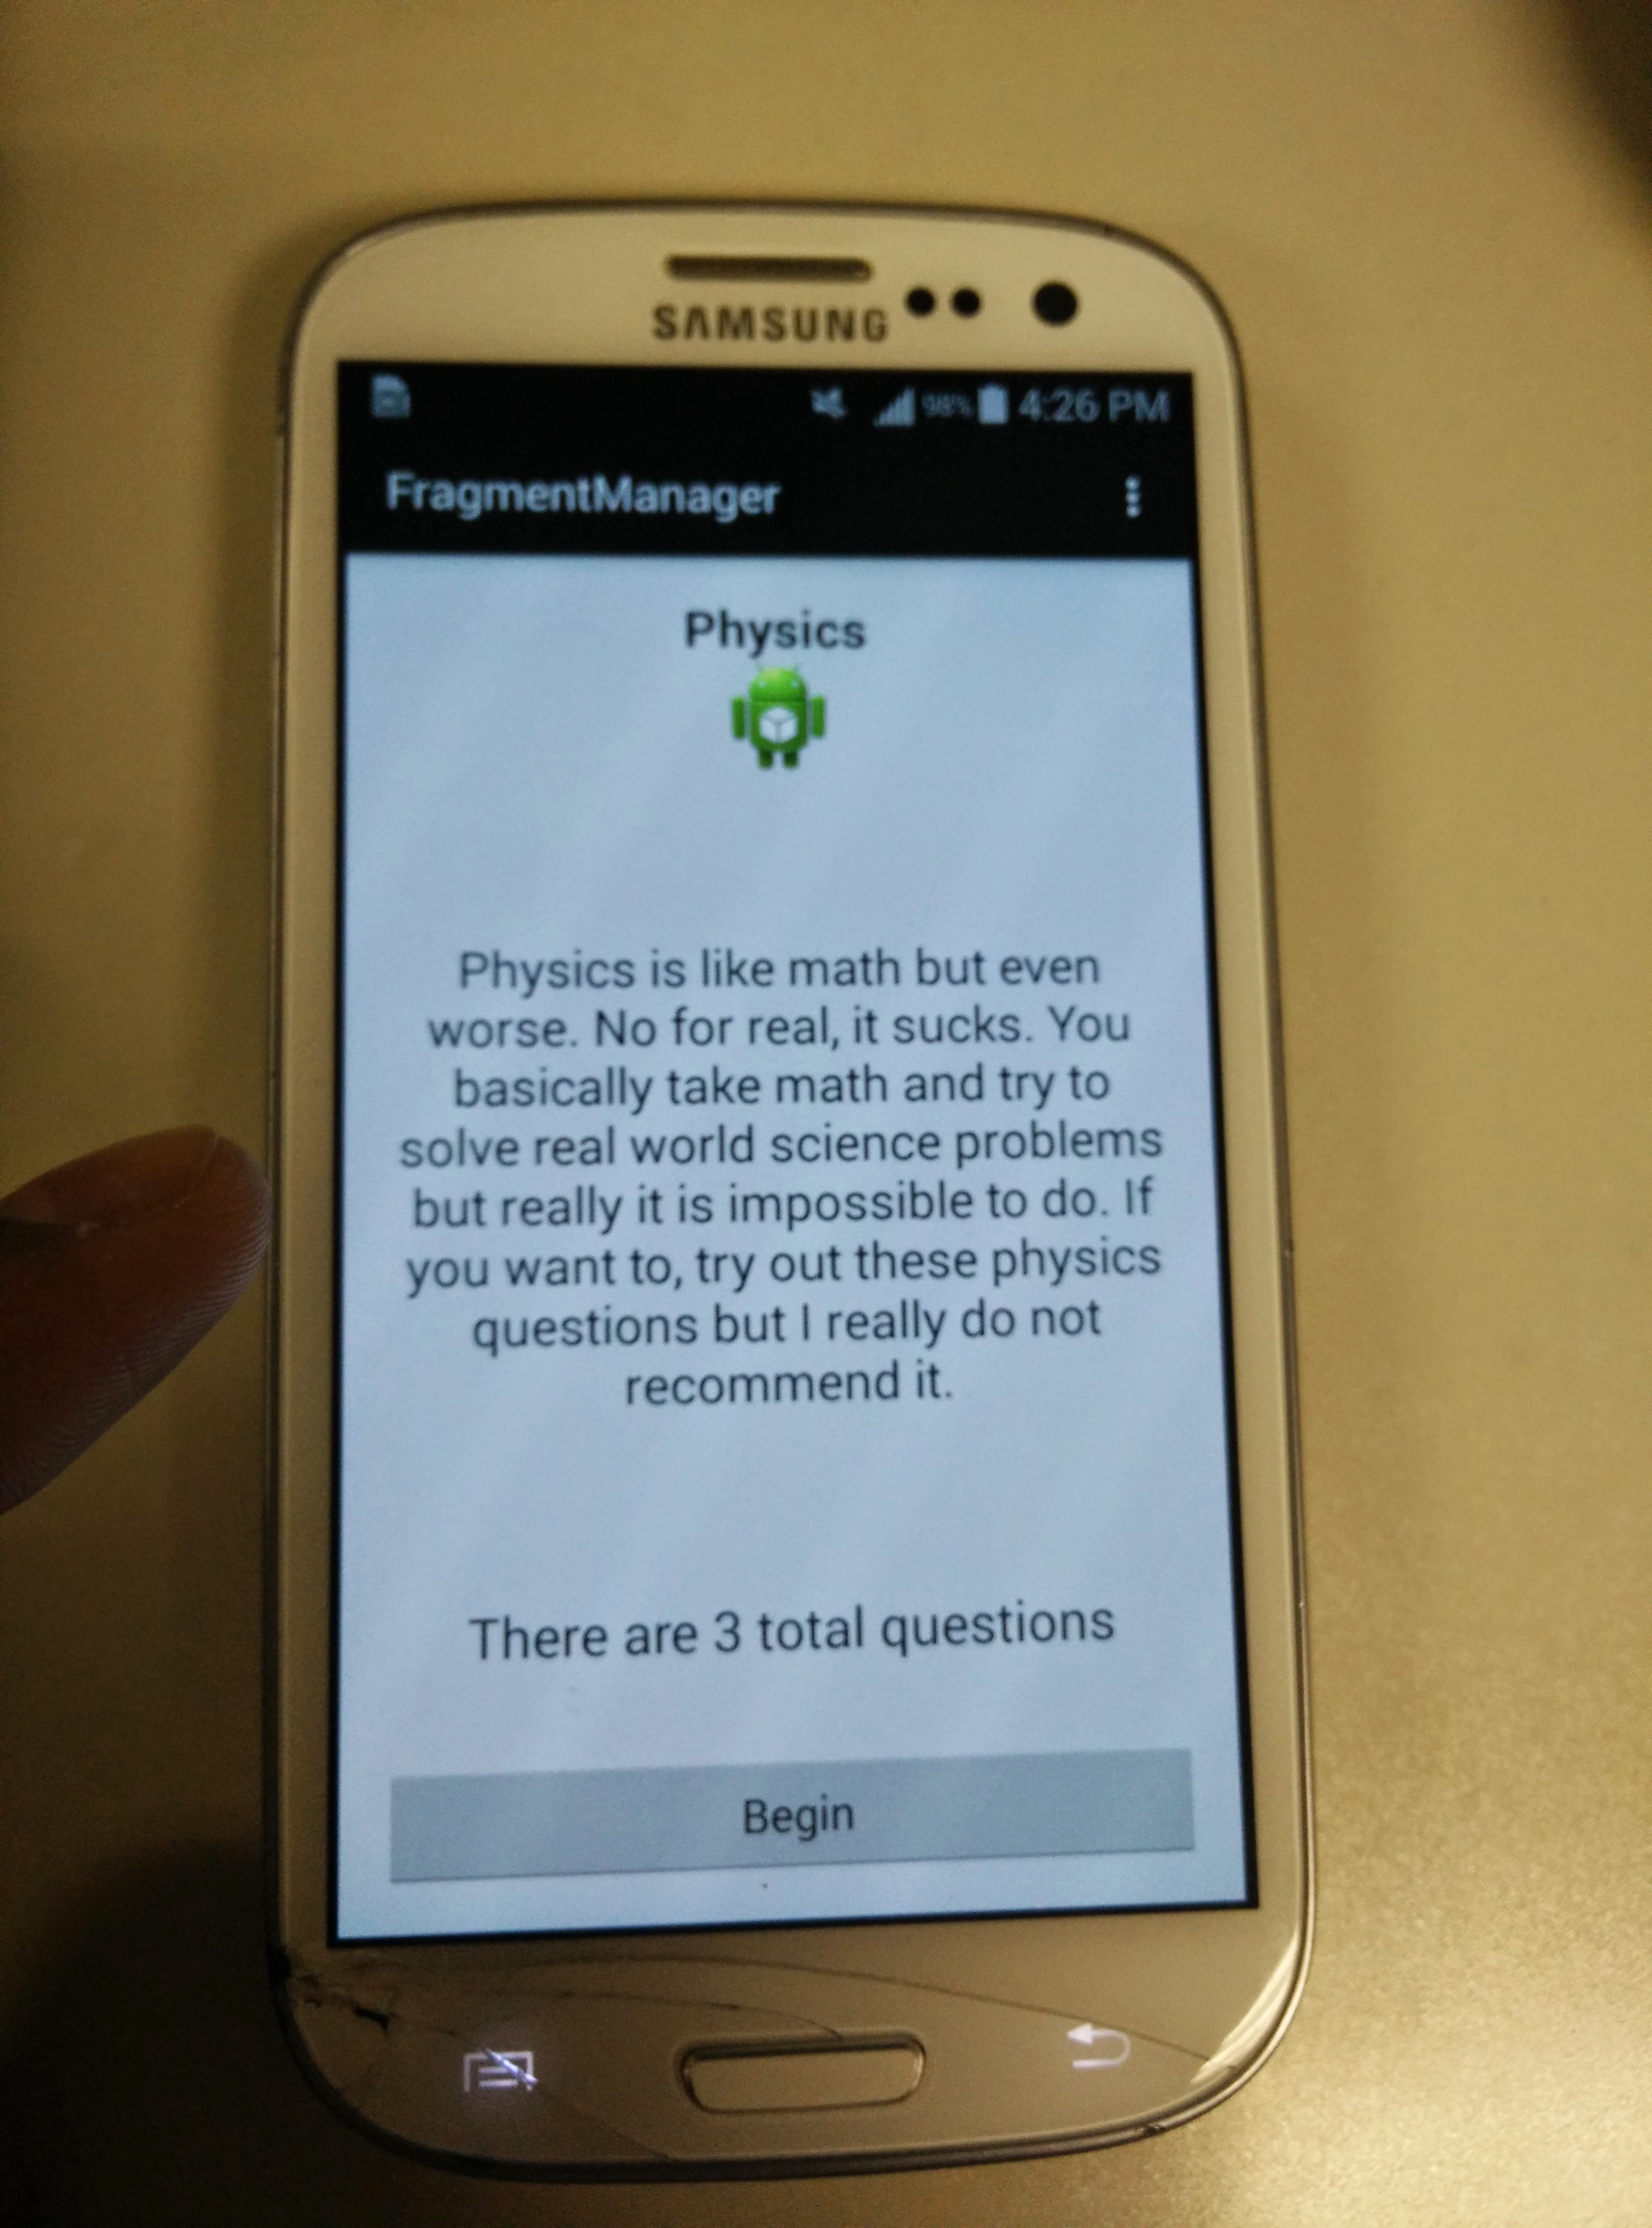 SAMSUNG
98% 4:26 PM
FragmentManager
Physics
Physics is like math but even
worse. No for real, it sucks. You
basically take math and try to
solve real world science problems
but really it is impossible to do. If
you want to, try out these physics
questions but I really do not
recommend it.
There are 3 total questions
Begin